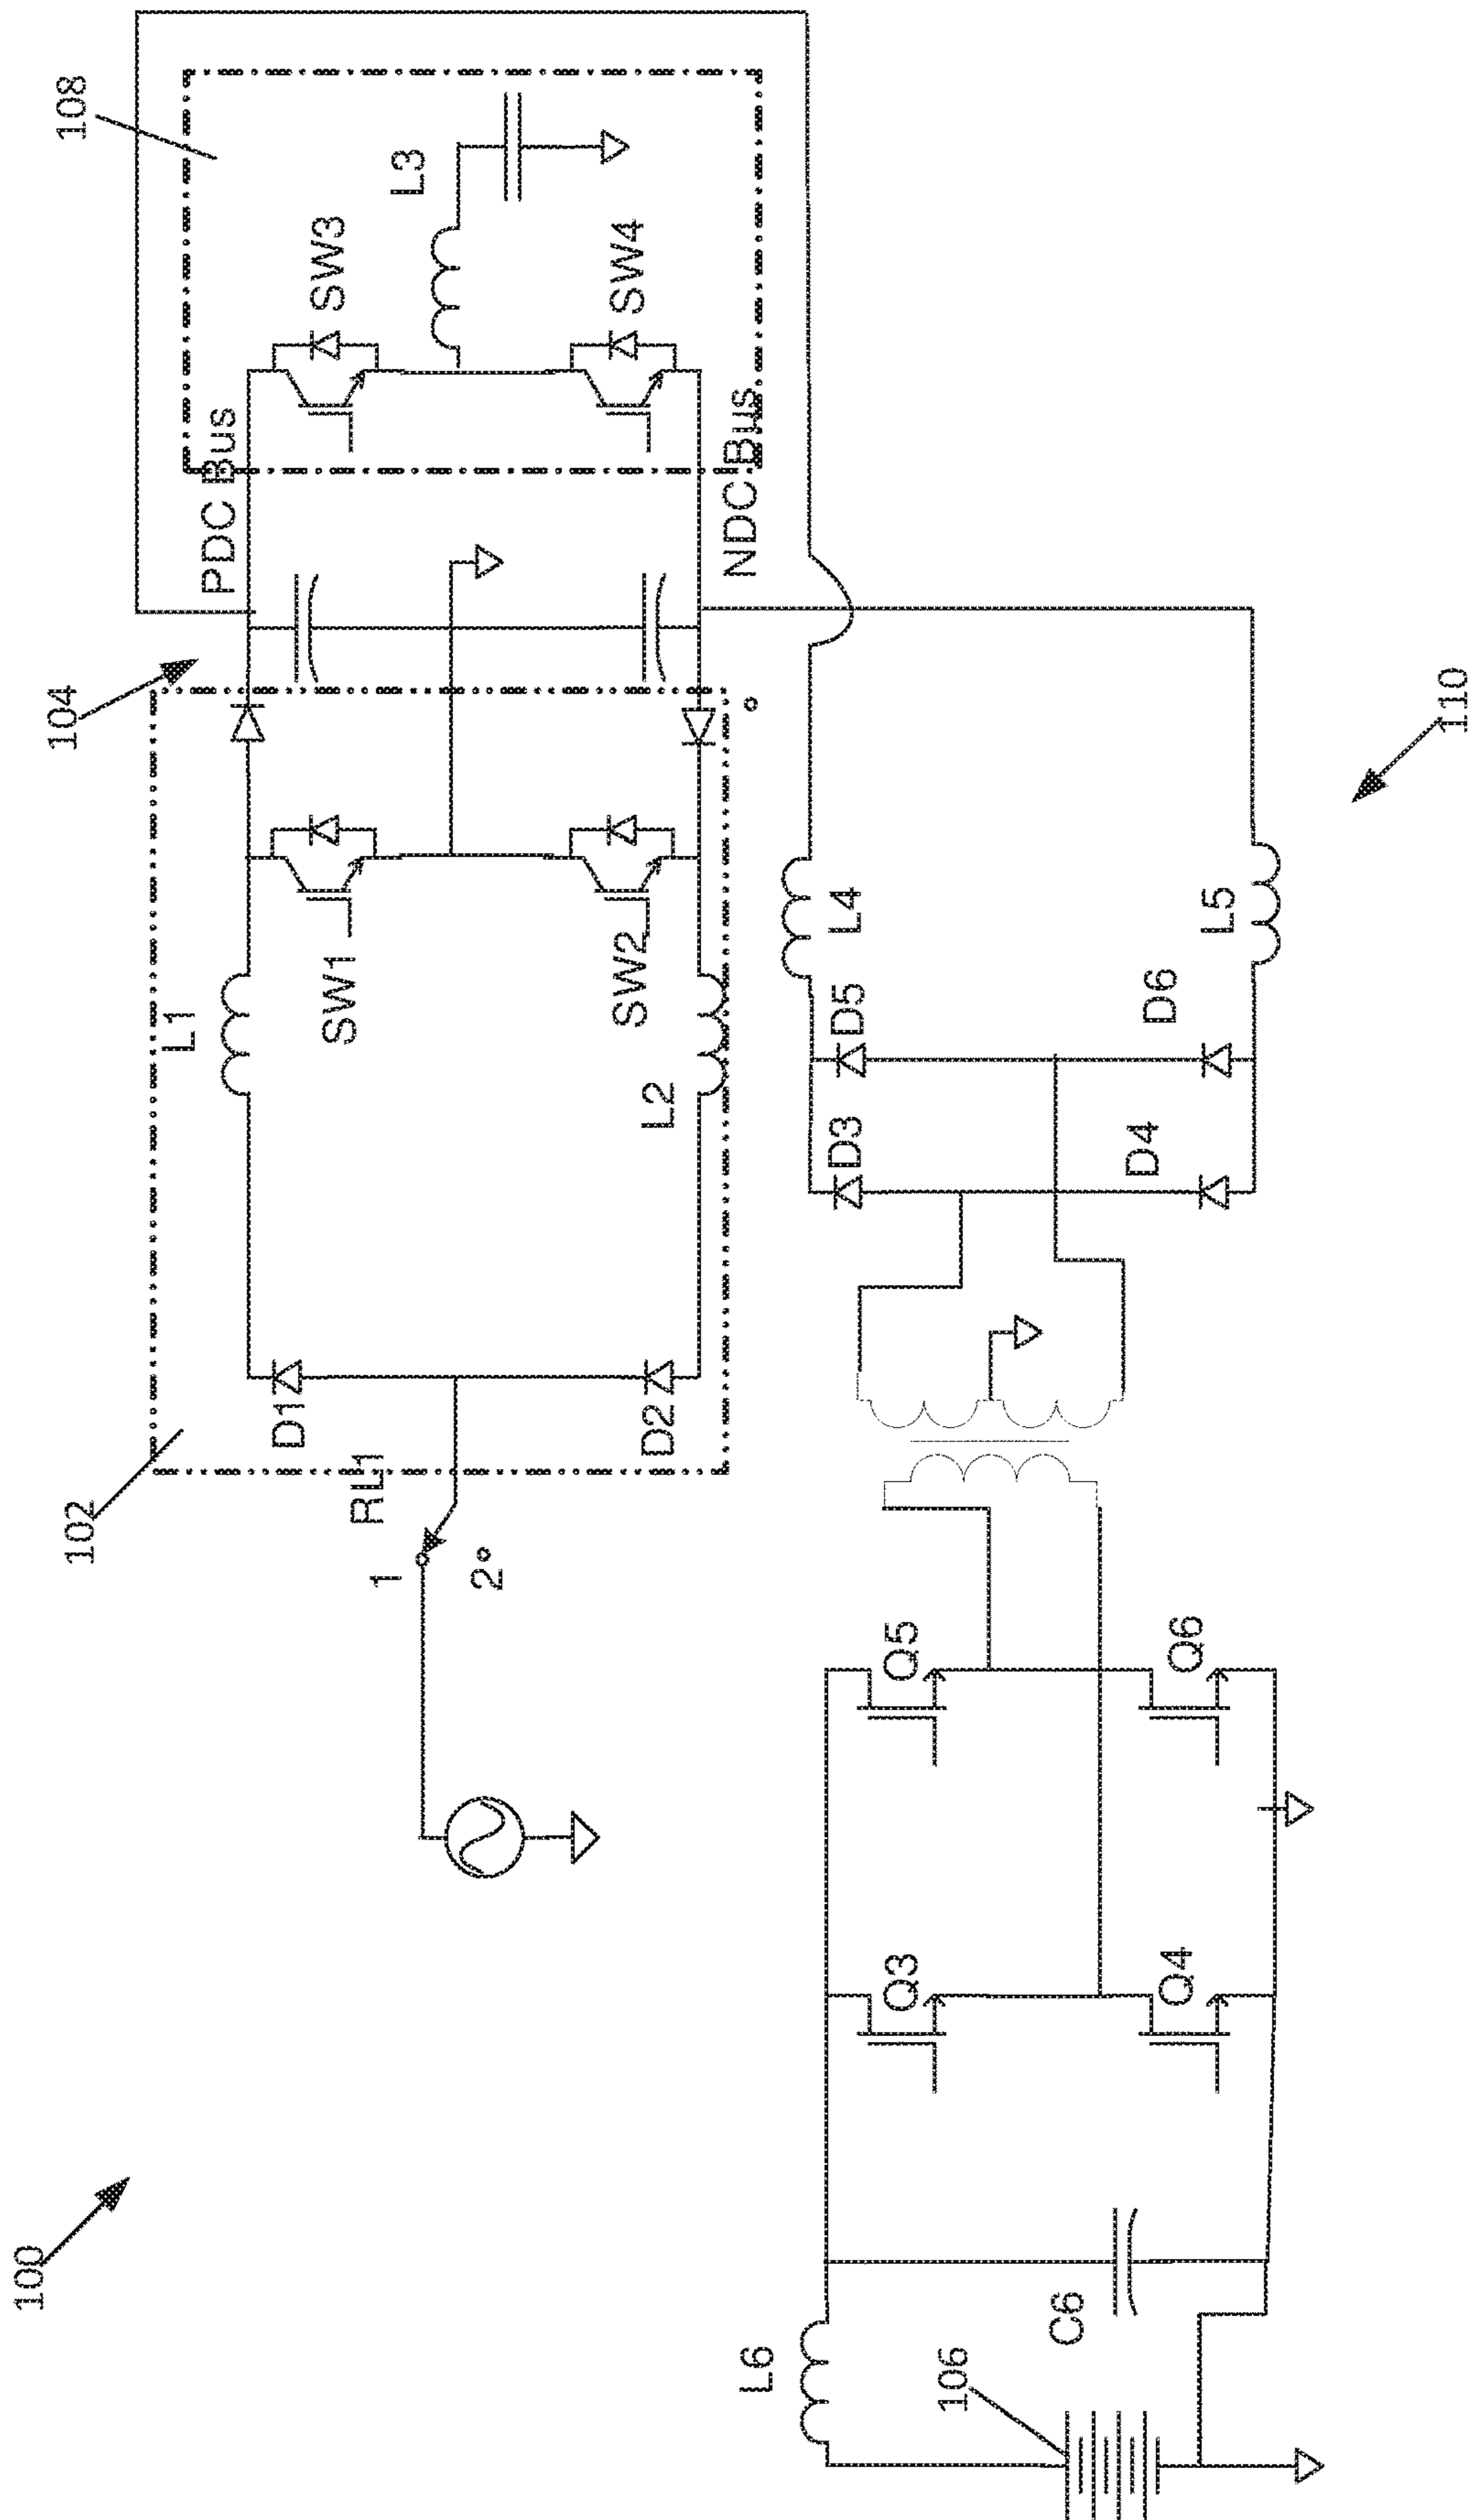 100
102
104
108
L1
PDC Bus
D1
SW1
SW3
L3
RL1
1
2
D2
L2
SW2
SW4
NDC Bus
L6
106
C6
Q3
Q5
Q4
Q6
D3
D5
L4
D4
D6
L5
110